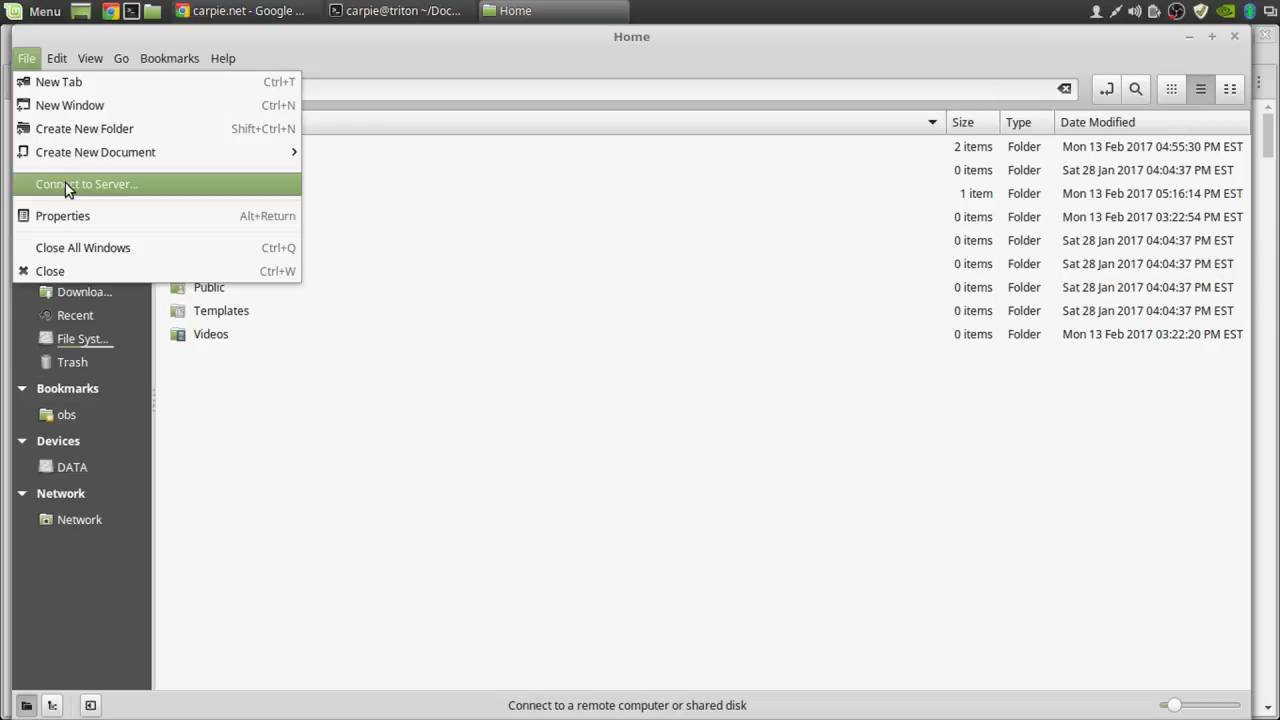 Menu carpie.net - Google ... carpie@triton ~/Doc... Home
Home
File Edit View Go Bookmarks Help
New Tab Ctrl+T
New Window Ctrl+N
Create New Folder Shift+Ctrl+N
Create New Document
Connect to Server...
Properties Alt+Return
Close All Windows Ctrl+Q
Close Ctrl+W
Size Type Date Modified
2 items Folder Mon 13 Feb 2017 04:55:30 PM EST
0 items Folder Sat 28 Jan 2017 04:04:37 PM EST
1 item Folder Mon 13 Feb 2017 05:16:14 PM EST
0 items Folder Mon 13 Feb 2017 03:22:54 PM EST
0 items Folder Sat 28 Jan 2017 04:04:37 PM EST
0 items Folder Sat 28 Jan 2017 04:04:37 PM EST
Public 0 items Folder Sat 28 Jan 2017 04:04:37 PM EST
Templates 0 items Folder Sat 28 Jan 2017 04:04:37 PM EST
Videos 0 items Folder Mon 13 Feb 2017 03:22:20 PM EST
Downloa...
Recent
File Syst...
Trash
Bookmarks
obs
Devices
DATA
Network
Network
Connect to a remote computer or shared disk